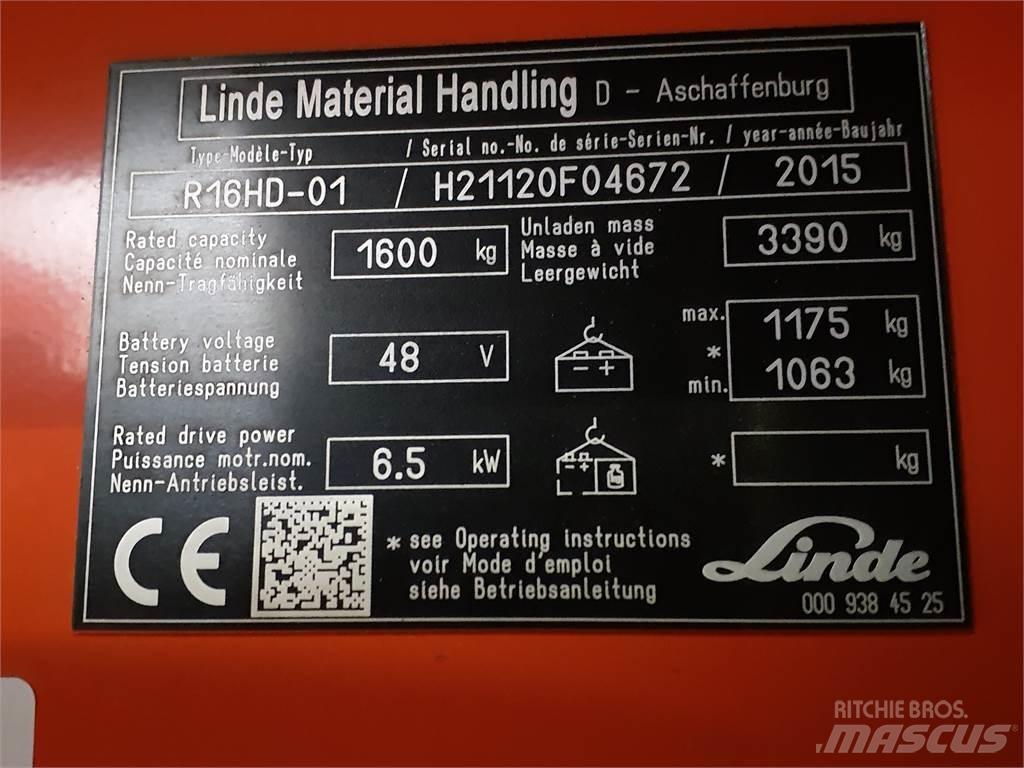 Linde Material Handling D - Aschaffenburg
Type-Modèle-Typ / Serial no.-No. de série-Serien-Nr. / year-année-Baujahr
R16HD-01 / H21120F04672 / 2015
Rated capacity
Capacité nominale
Nenn-Tragfähigkeit
1600 kg
Unladen mass
Masse à vide
Leergewicht
3390 kg
Battery voltage
Tension batterie
Batteriespannung
48 V
- +
max. 1175 kg
*
min. 1063 kg
Rated drive power
Puissance motr.nom.
Nenn-Antriebsleist.
6.5 kW
- +
* kg
CE
* see Operating instructions
voir Mode d'emploi
siehe Betriebsanleitung
Linde
000 938 45 25
RITCHIE BROS.
MASCUS